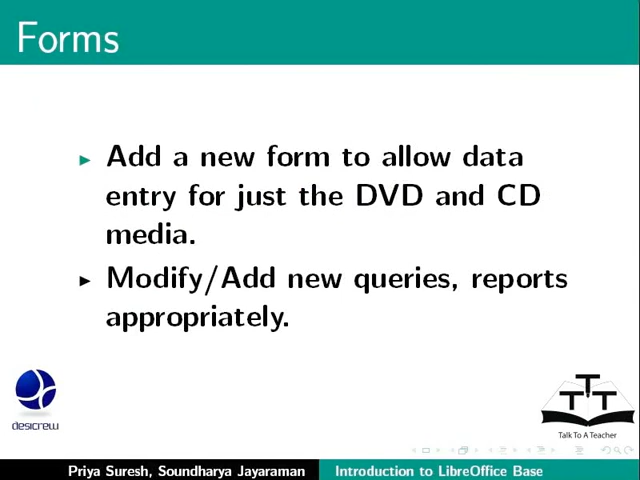 Forms
Add a new form to allow data
entry for just the DVD and CD
media.
Modify/Add new queries, reports
appropriately.
desicrew
T T T
Talk To A Teacher
Priya Suresh, Soundharya Jayaraman
Introduction to LibreOffice Base